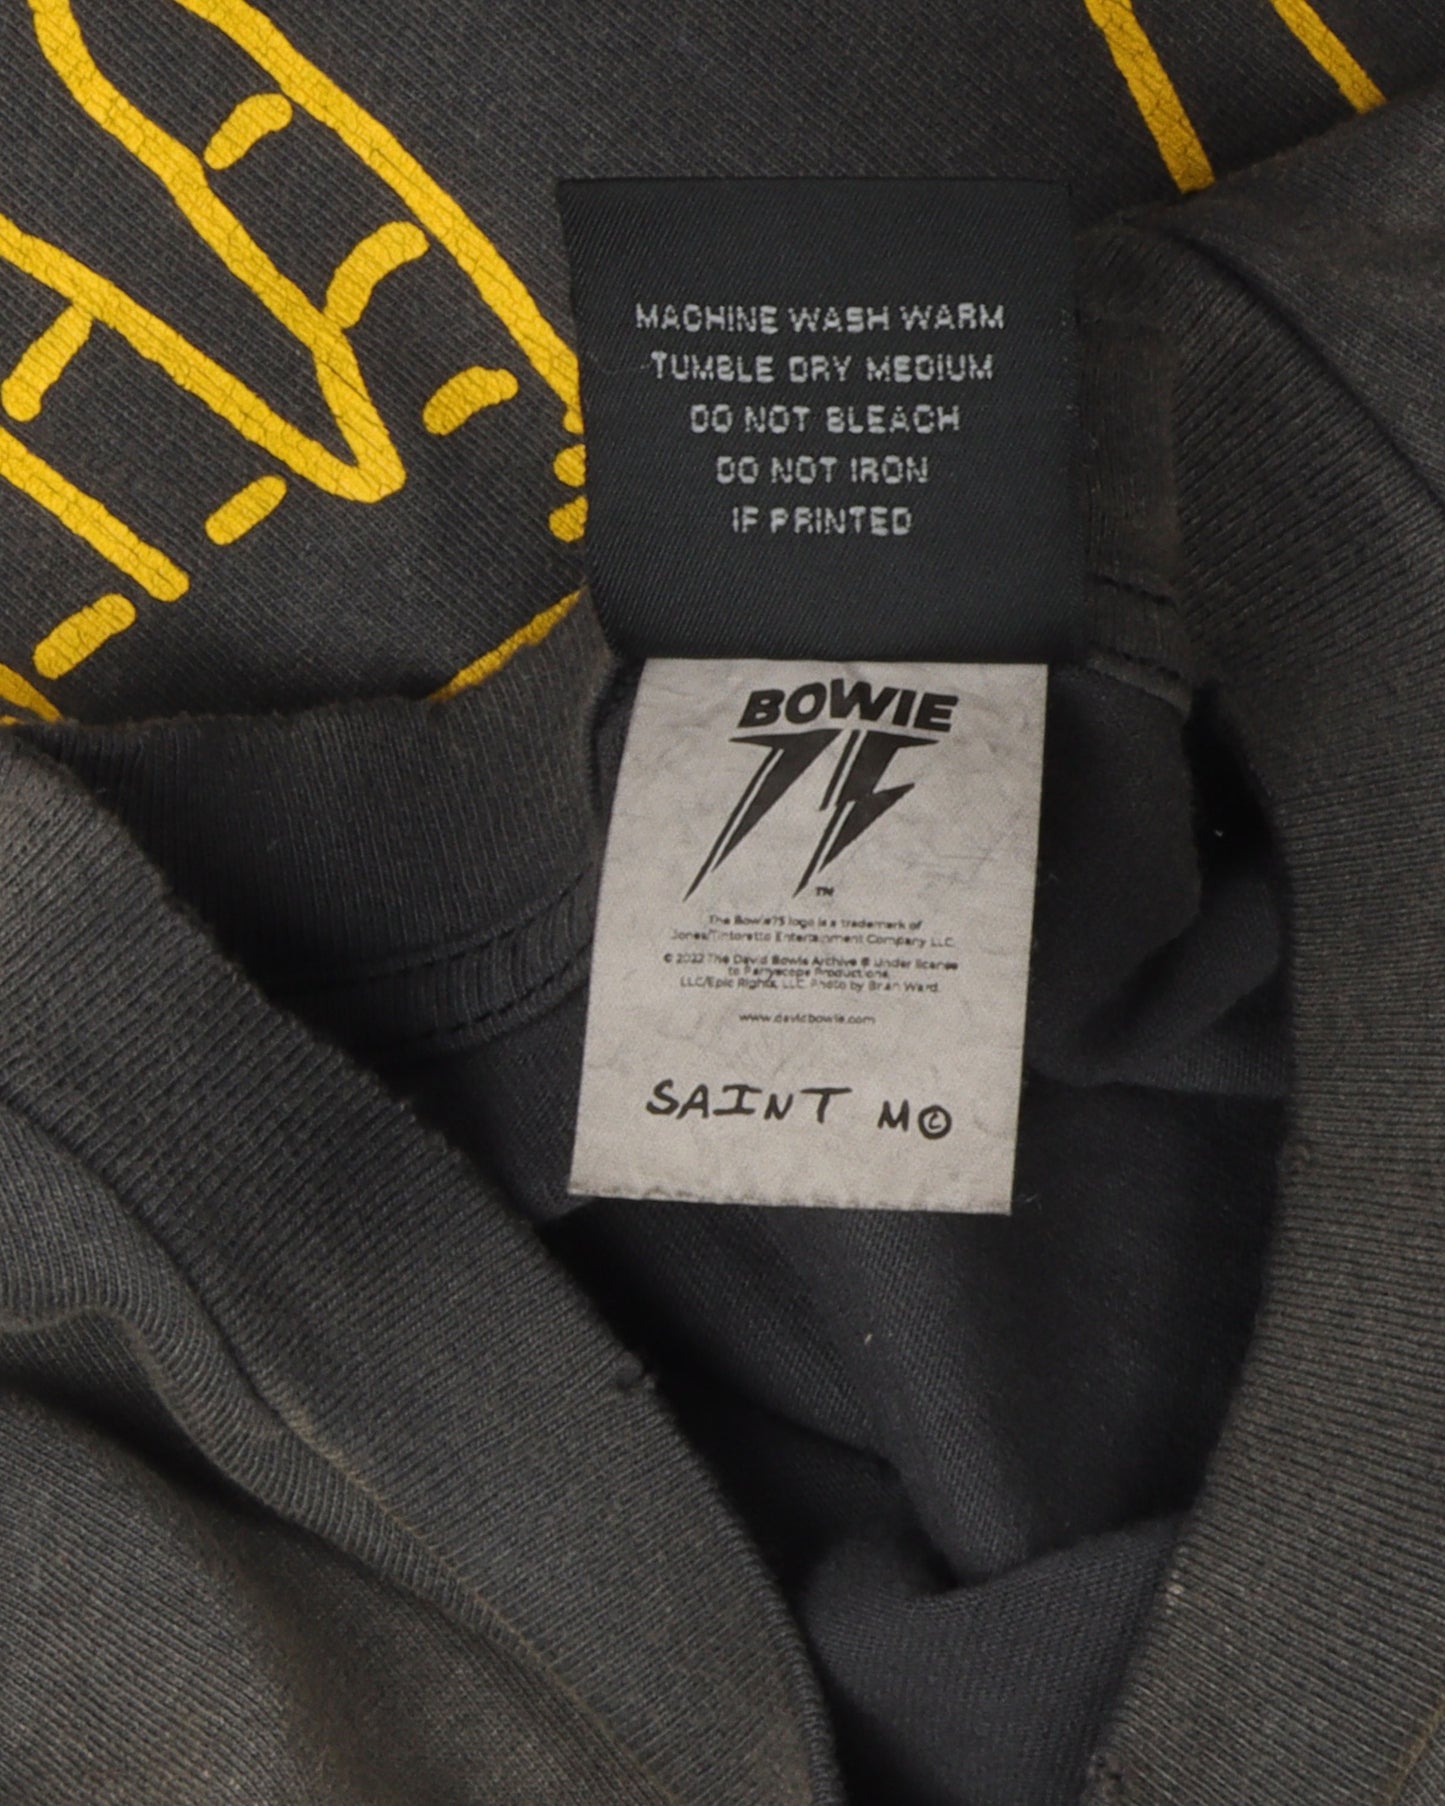 MACHINE WASH WARM
TUMBLE DRY MEDIUM
DO NOT BLEACH
DO NOT IRON
IF PRINTED
BOWIE
75
™
The Bowie75 logo is a trademark of
Jones/Tintoretto Entertainment Company LLC.
© 2022 The David Bowie Archive ® Under license
to Perryscope Productions,
LLC/Epic Rights, LLC. Photo by Brian Ward.
www.davidbowie.com
SAINT M©